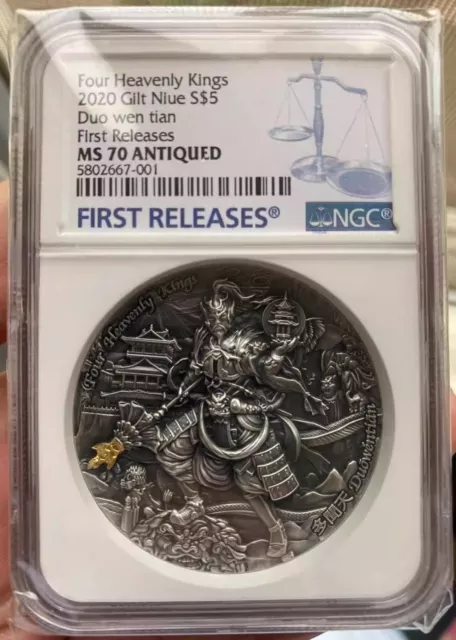 Four Heavenly Kings
2020 Gilt Niue S$5
Duo wen tian
First Releases
MS 70 ANTIQUED
5802667-001
FIRST RELEASES®
NGC®
Four Heavenly Kings
多聞天 Duowentian